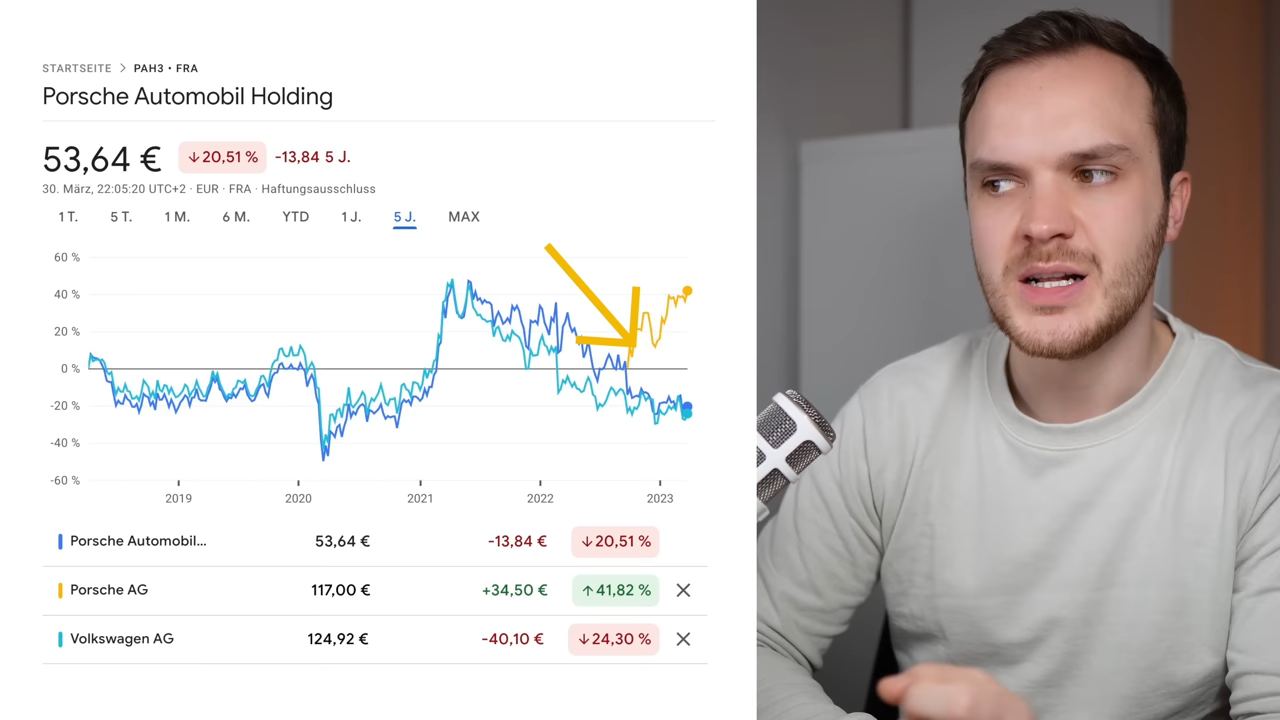 STARTSEITE > PAH3 • FRA
Porsche Automobil Holding
53,64 € ↓20,51 % -13,84 5 J.
30. März, 22:05:20 UTC+2 · EUR · FRA · Haftungsausschluss
1 T. 5 T. 1 M. 6 M. YTD 1 J. 5 J. MAX
60 %
40 %
20 %
0 %
-20 %
-40 %
-60 %
2019 2020 2021 2022 2023
Porsche Automobil... 53,64 € -13,84 € ↓20,51 %
Porsche AG 117,00 € +34,50 € ↑41,82 %
Volkswagen AG 124,92 € -40,10 € ↓24,30 %